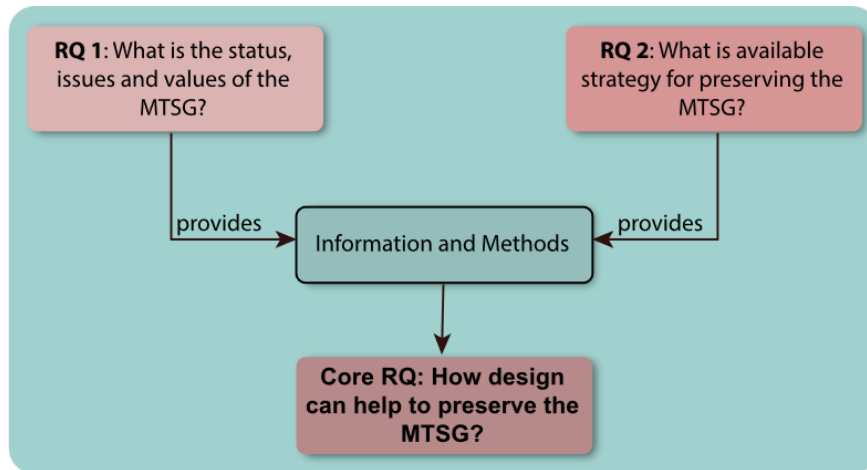 RQ 1: What is the status,
issues and values of the
MTSG?
RQ 2: What is available
strategy for preserving the
MTSG?
provides
provides
Information and Methods
Core RQ: How design
can help to preserve the
MTSG?